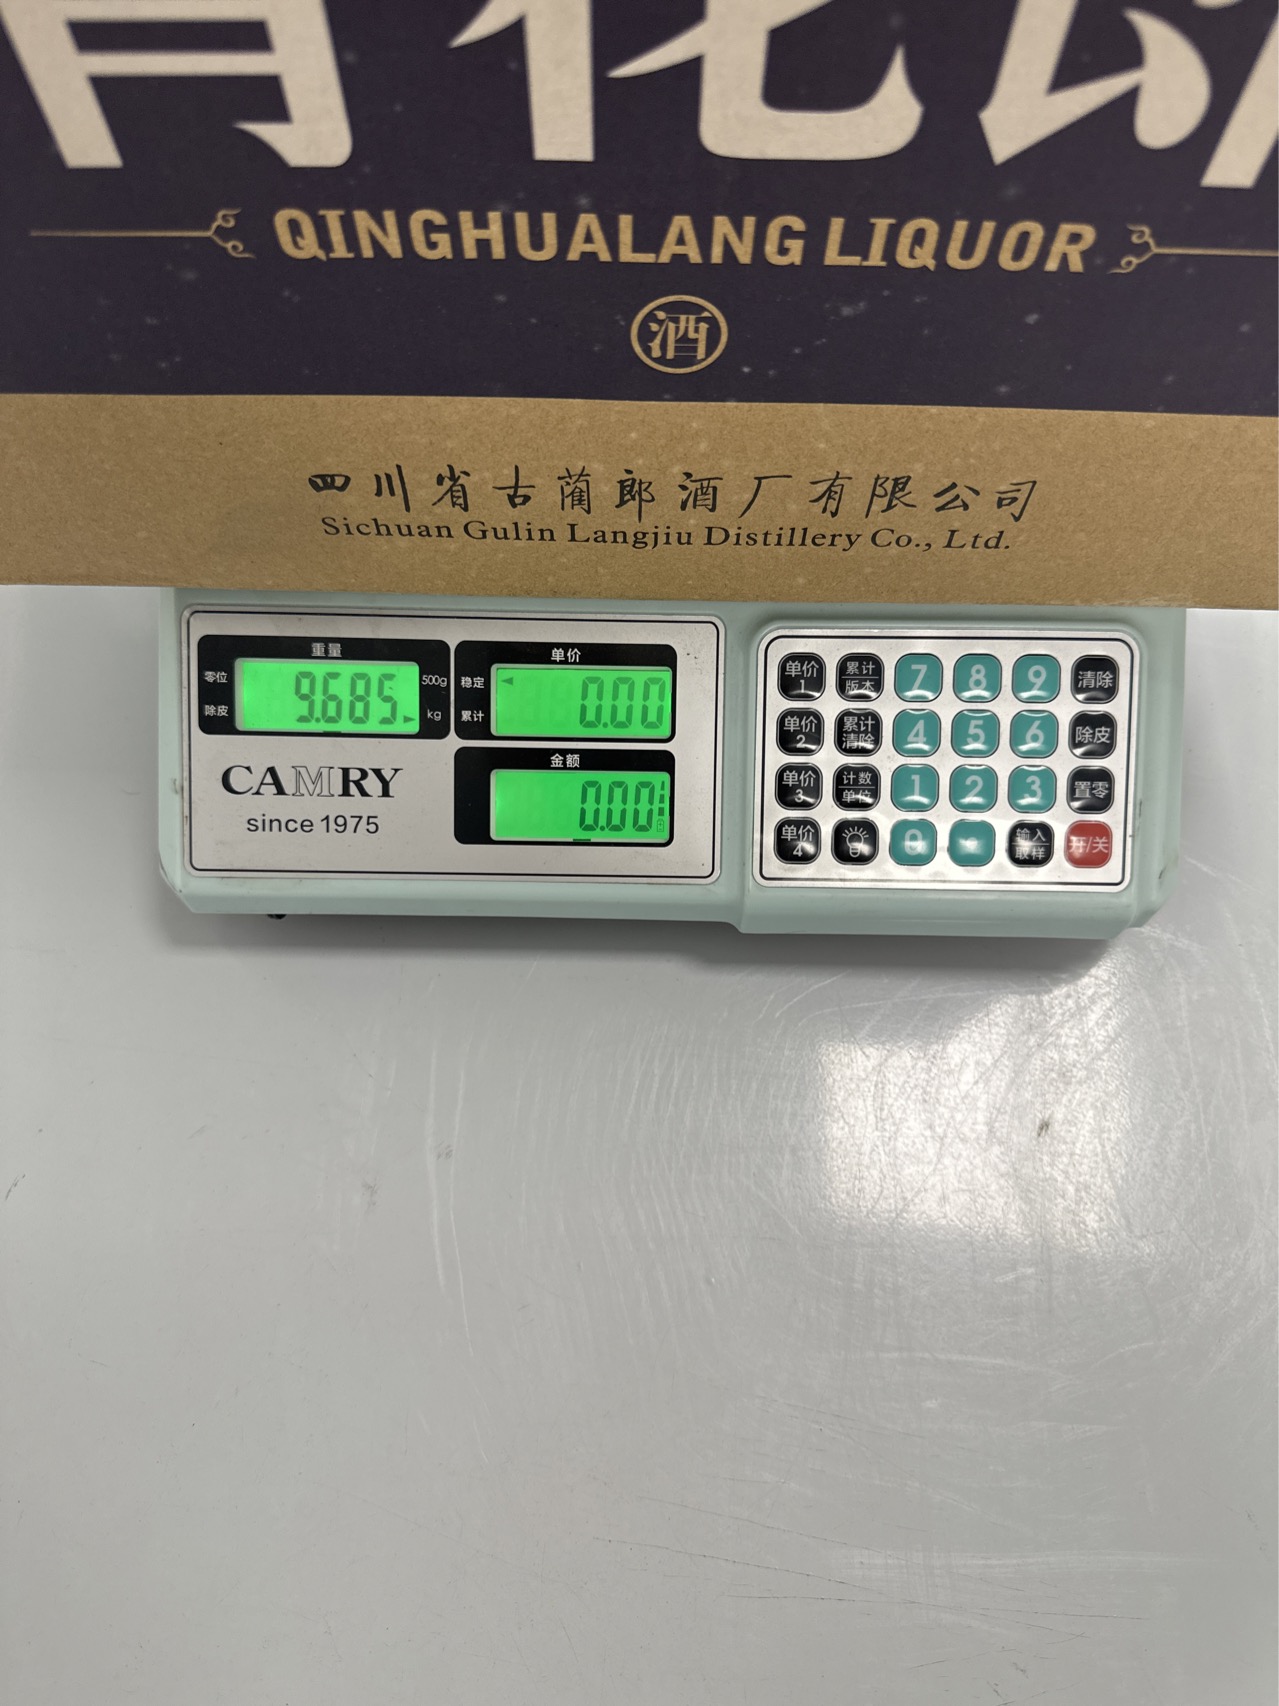 青花郎
QINGHUALANG LIQUOR
酒
四川省古蔺郎酒厂有限公司
Sichuan Gulin Langjiu Distillery Co., Ltd.
重量
零位
除皮
9.685
500g
kg
单价
稳定
累计
0.00
金额
0.00
CAMRY
since 1975
单价 1
累计 版本
7
8
9
清除
单价 2
累计 清除
4
5
6
除皮
单价 3
计数 单位
1
2
3
置零
单价 4
0
输入 取样
开/关